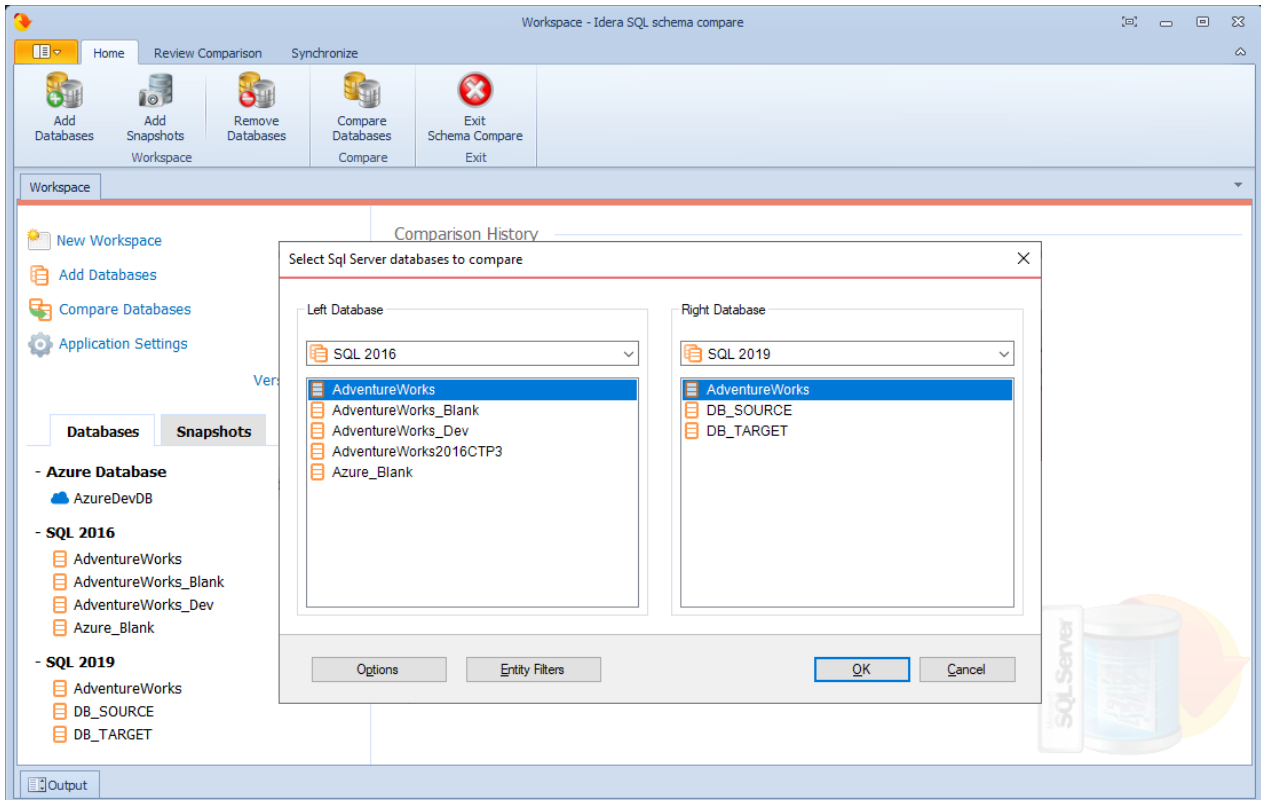 Workspace - Idera SQL schema compare
Home Review Comparison Synchronize
Add Databases
Add Snapshots
Remove Databases
Compare Databases
Exit Schema Compare
Workspace
Compare
Exit
Workspace
New Workspace
Add Databases
Compare Databases
Application Settings
Databases Snapshots
- Azure Database
AzureDevDB
- SQL 2016
AdventureWorks
AdventureWorks_Blank
AdventureWorks_Dev
Azure_Blank
- SQL 2019
AdventureWorks
DB_SOURCE
DB_TARGET
Comparison History
Select Sql Server databases to compare
Left Database
SQL 2016
AdventureWorks
AdventureWorks_Blank
AdventureWorks_Dev
AdventureWorks2016CTP3
Azure_Blank
Right Database
SQL 2019
AdventureWorks
DB_SOURCE
DB_TARGET
Options
Entity Filters
OK
Cancel
SQLServer
Output